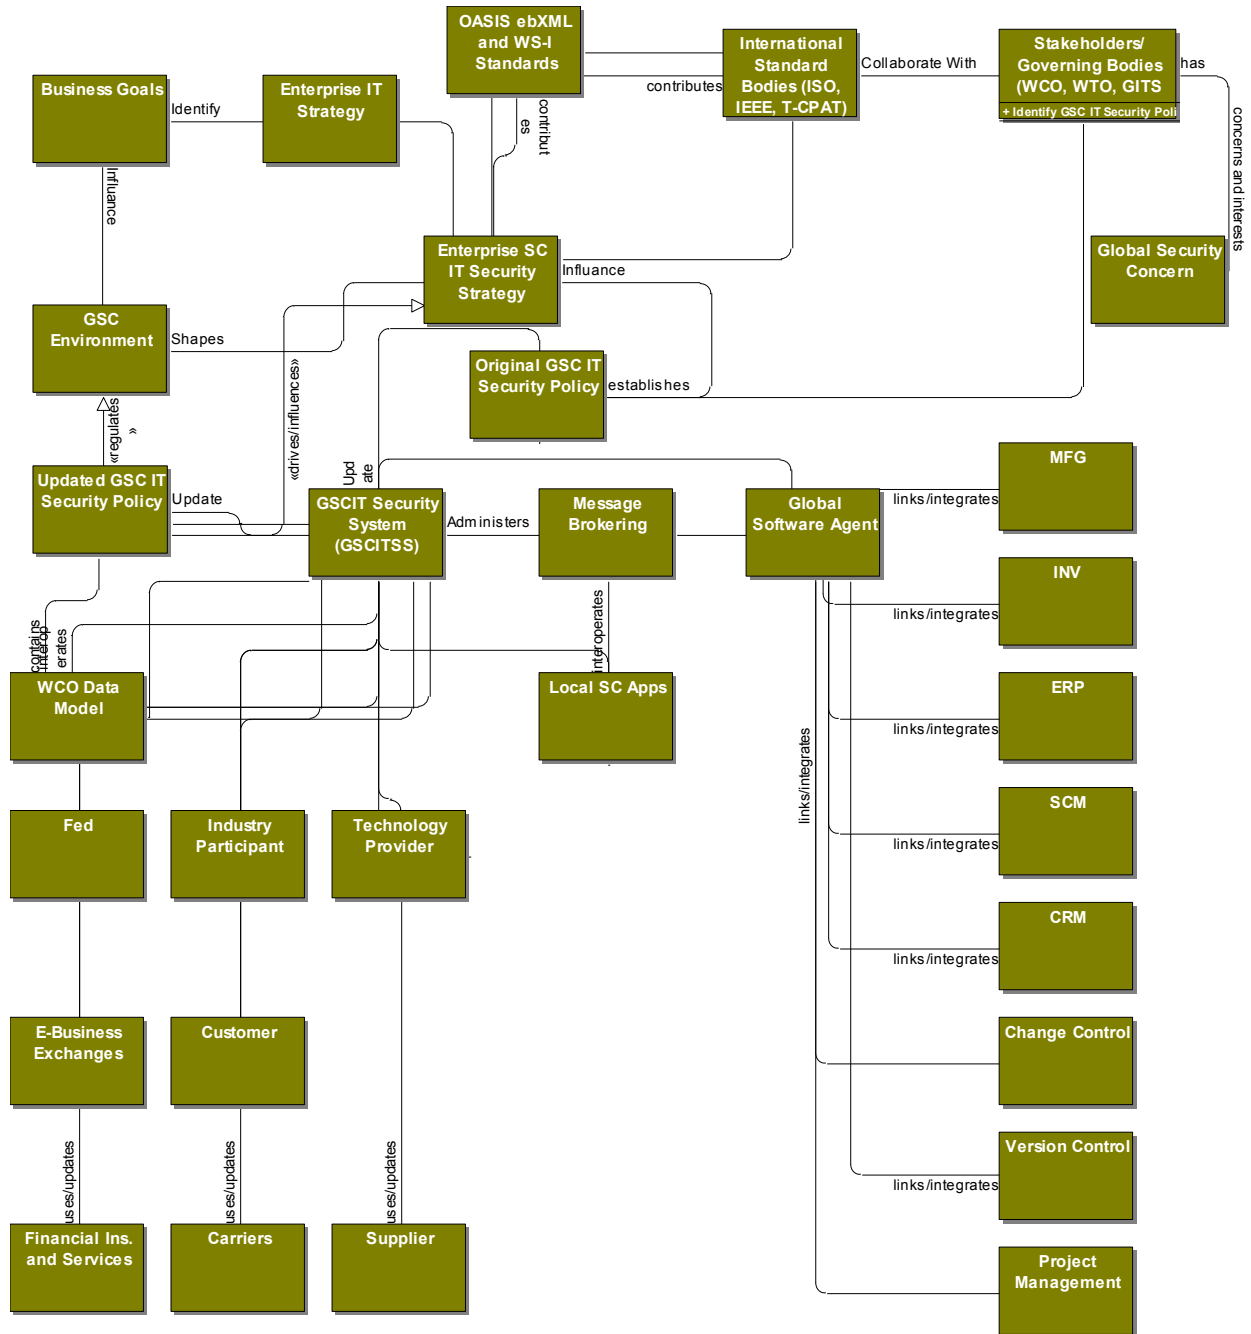 OASIS ebXML
and WS-I
Standards
International
Standard
Bodies (ISO,
IEEE, T-CPAT)
Stakeholders/
Governing Bodies
(WCO, WTO, GITS
+ Identify GSC IT Security Poli
Collaborate With
has
contributes
contribut
es
concerns and interests
Business Goals
Identify
Enterprise IT
Strategy
Influance
Enterprise SC
IT Security
Strategy
Influance
Global Security
Concern
GSC
Environment
Shapes
«drives/influences»
Original GSC IT
Security Policy
establishes
«regulates
»
Updated GSC IT
Security Policy
Update
Upd
ate
GSCIT Security
System
(GSCITSS)
Administers
Message
Brokering
Global
Software Agent
MFG
links/integrates
INV
links/integrates
contains
interop
erates
interoperates
WCO Data
Model
Local SC Apps
ERP
links/integrates
links/integrates
Fed
Industry
Participant
Technology
Provider
SCM
links/integrates
CRM
links/integrates
E-Business
Exchanges
Customer
Change Control
uses/updates
uses/updates
uses/updates
Version Control
links/integrates
Financial Ins.
and Services
Carriers
Supplier
Project
Management